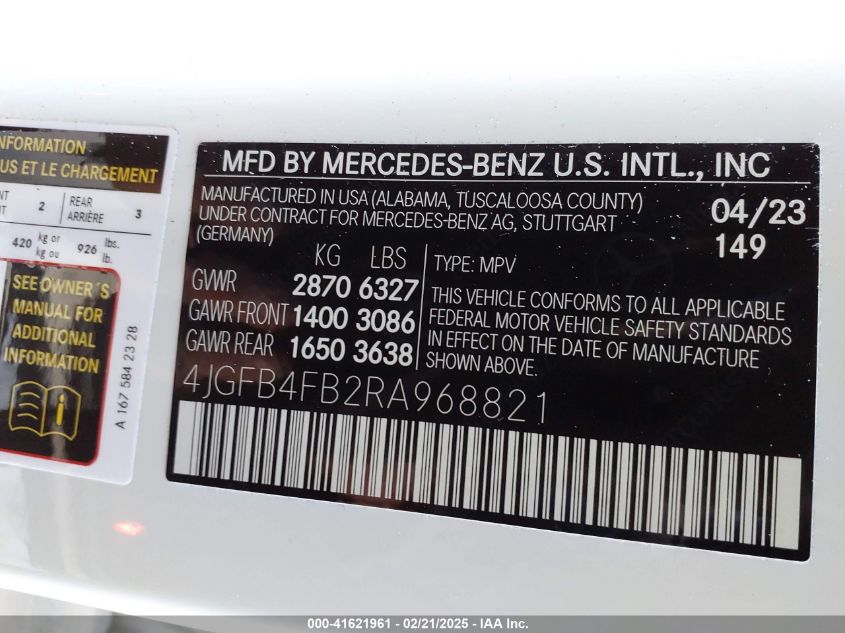 INFORMATION
US ET LE CHARGEMENT
2
REAR
ARRIÈRE
3
420 kg or
kg ou
926 lbs.
lb.
SEE OWNER'S
MANUAL FOR
ADDITIONAL
INFORMATION
A 167 584 23 28
MFD BY MERCEDES-BENZ U.S. INTL., INC
MANUFACTURED IN USA (ALABAMA, TUSCALOOSA COUNTY)
UNDER CONTRACT FOR MERCEDES-BENZ AG, STUTTGART
(GERMANY)
04/23
149
KG LBS
GVWR 2870 6327
GAWR FRONT 1400 3086
GAWR REAR 1650 3638
TYPE: MPV
THIS VEHICLE CONFORMS TO ALL APPLICABLE
FEDERAL MOTOR VEHICLE SAFETY STANDARDS
IN EFFECT ON THE DATE OF MANUFACTURE
SHOWN ABOVE.
4JGFB4FB2RA968821
000-41621961 - 02/21/2025 - IAA Inc.